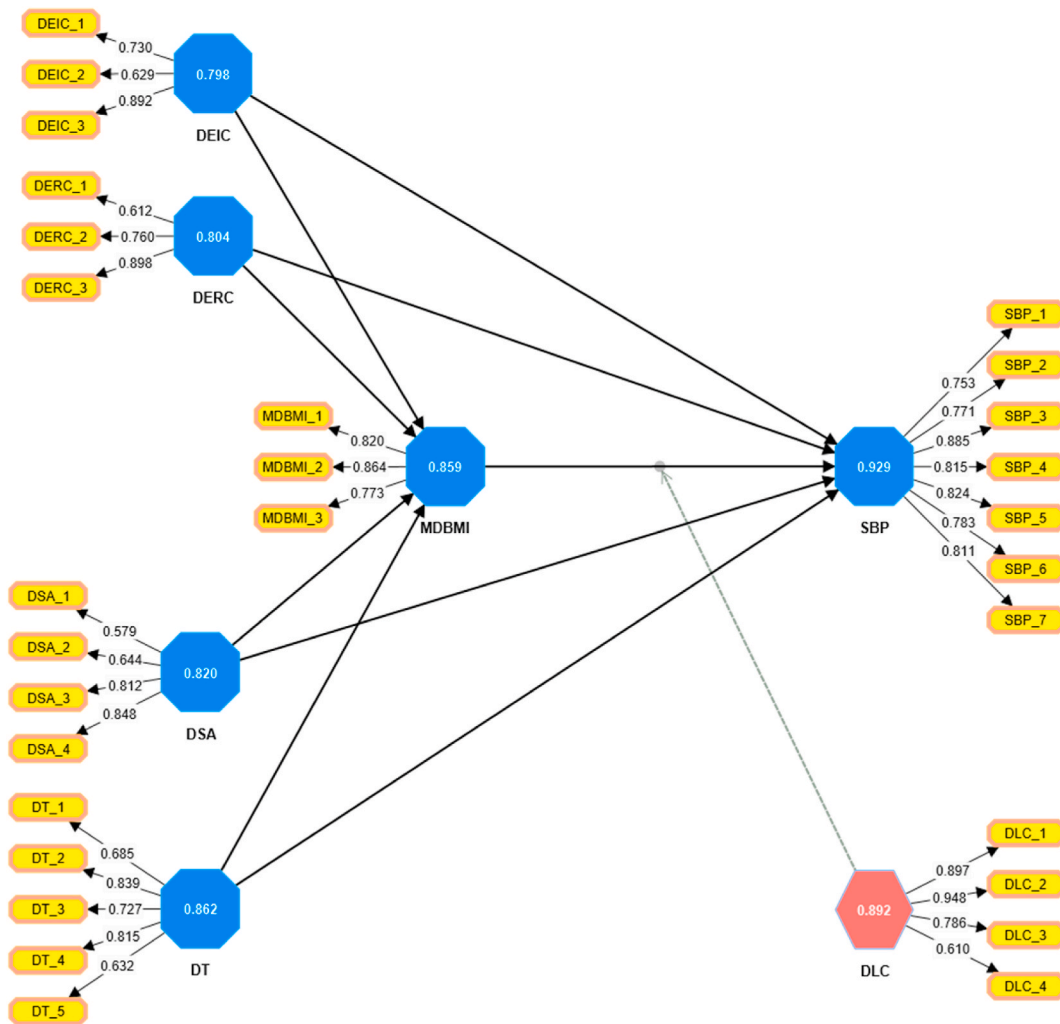 DEIC_1
0.730
DEIC_2
0.629
DEIC_3
0.892
0.798
DEIC
DERC_1
0.612
DERC_2
0.760
DERC_3
0.898
0.804
DERC
MDBMI_1
0.820
MDBMI_2
0.864
MDBMI_3
0.773
0.859
MDBMI
SBP_1
0.753
SBP_2
0.771
SBP_3
0.885
SBP_4
0.815
SBP_5
0.824
SBP_6
0.783
SBP_7
0.811
0.929
SBP
DSA_1
0.579
DSA_2
0.644
DSA_3
0.812
DSA_4
0.848
0.820
DSA
DT_1
0.685
DT_2
0.839
DT_3
0.727
DT_4
0.815
DT_5
0.632
0.862
DT
DLC_1
0.897
DLC_2
0.948
DLC_3
0.786
DLC_4
0.610
0.892
DLC